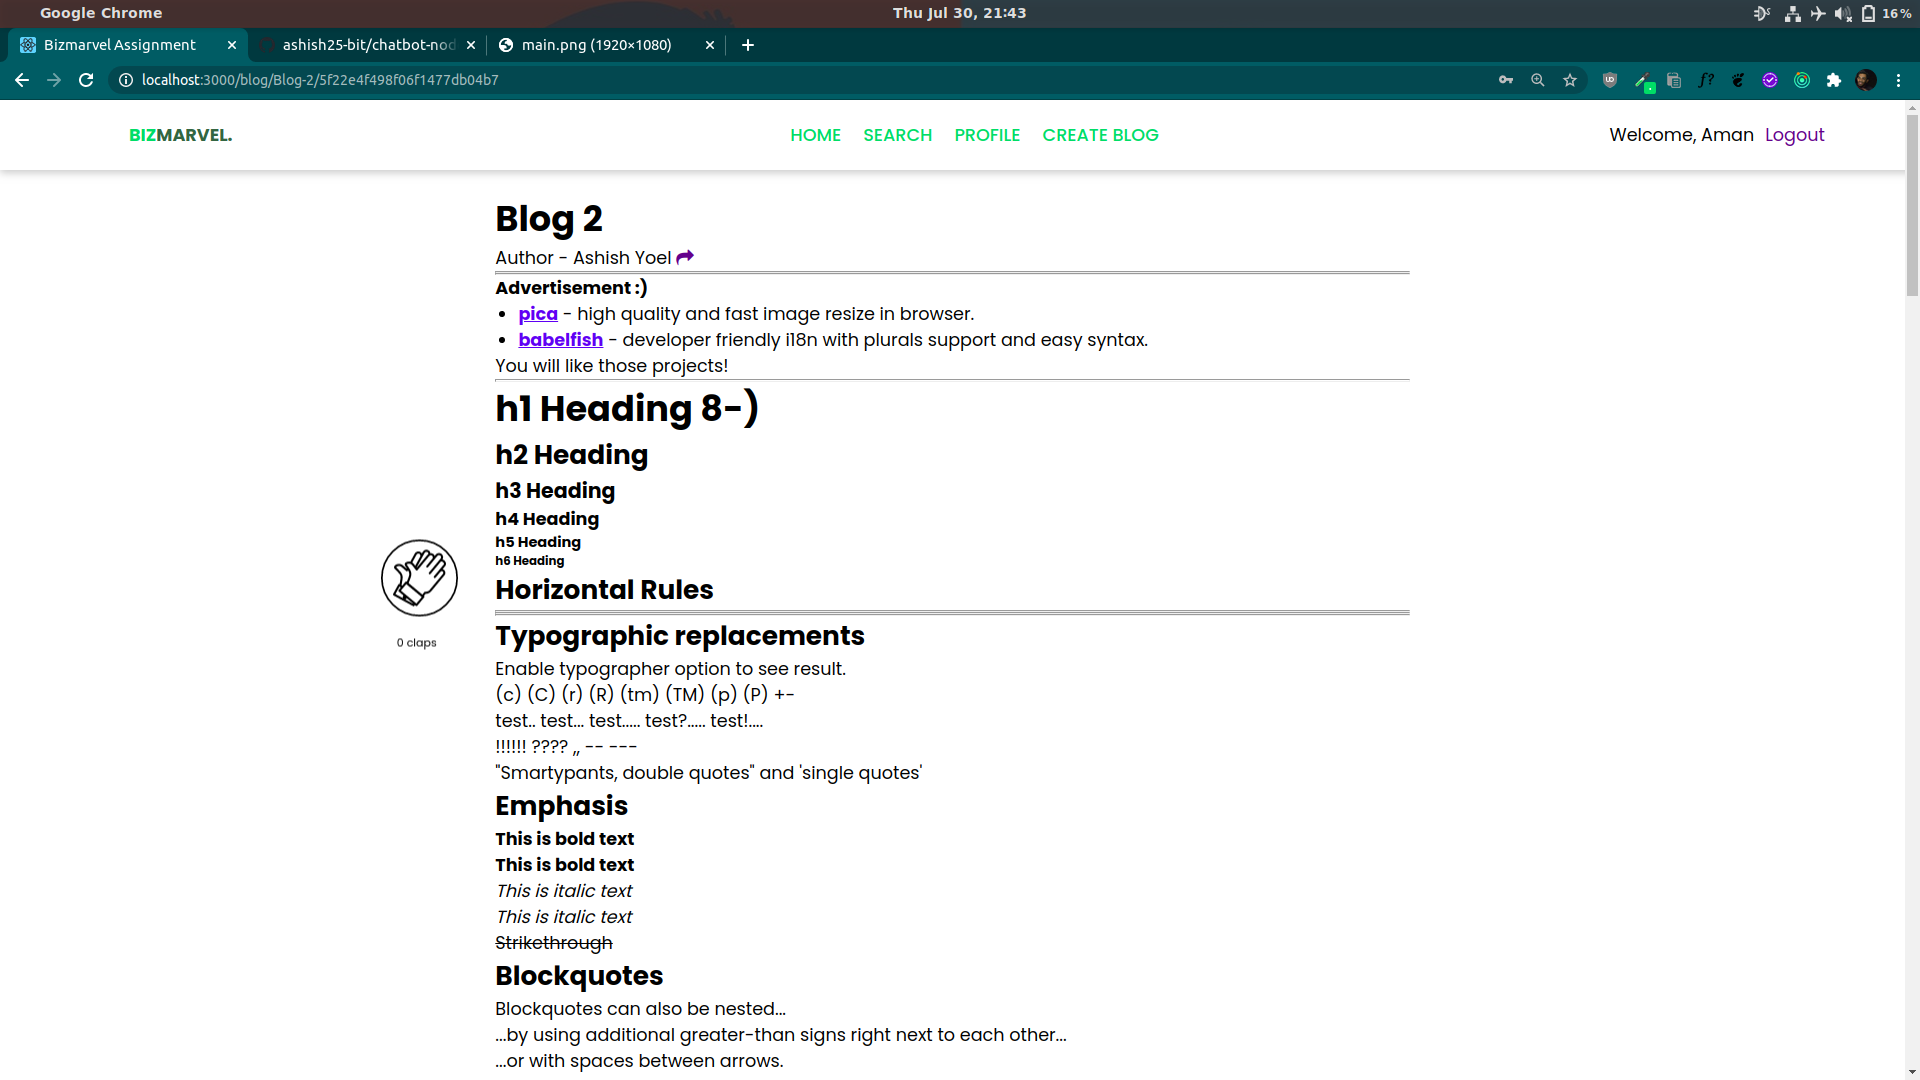 Google Chrome
Thu Jul 30, 21:43
16%
Bizmarvel Assignment
ashish25-bit/chatbot-nod
main.png (1920×1080)
localhost:3000/blog/Blog-2/5f22e4f498f06f1477db04b7
BIZMARVEL.
HOME SEARCH PROFILE CREATE BLOG
Welcome, Aman Logout
Blog 2
Author - Ashish Yoel
Advertisement :)
pica - high quality and fast image resize in browser.
babelfish - developer friendly i18n with plurals support and easy syntax.
You will like those projects!
h1 Heading 8-)
h2 Heading
h3 Heading
h4 Heading
h5 Heading
h6 Heading
Horizontal Rules
0 claps
Typographic replacements
Enable typographer option to see result.
(c) (C) (r) (R) (tm) (TM) (p) (P) +-
test.. test... test..... test?..... test!....
!!!!!! ???? ,, -- ---
"Smartypants, double quotes" and 'single quotes'
Emphasis
This is bold text
This is bold text
This is italic text
This is italic text
Strikethrough
Blockquotes
Blockquotes can also be nested...
...by using additional greater-than signs right next to each other...
...or with spaces between arrows.